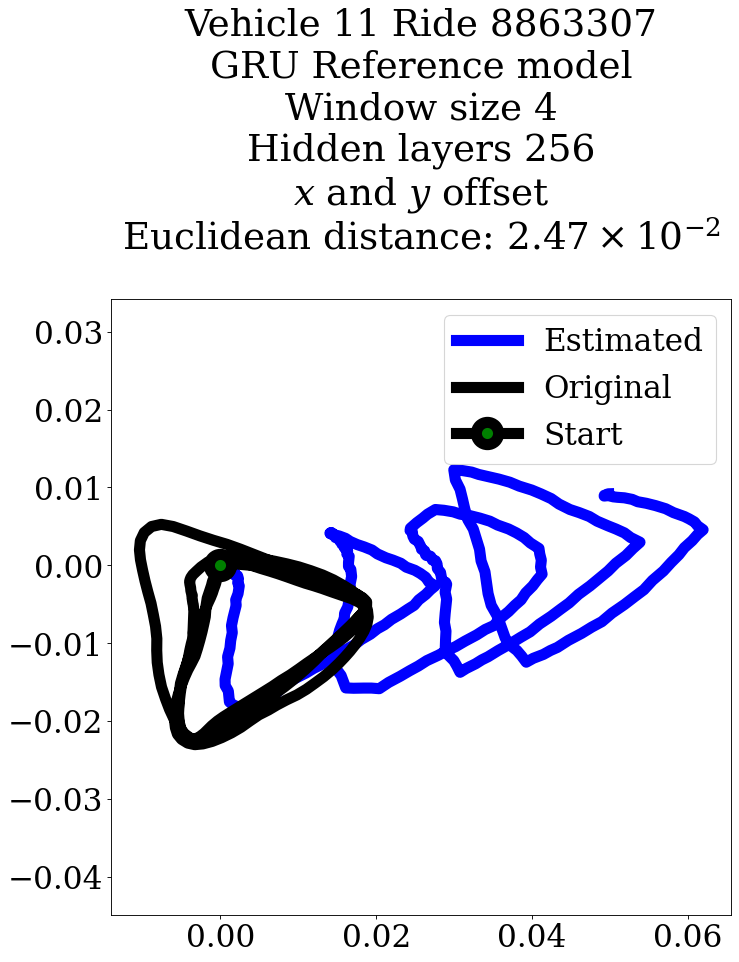 Vehicle 11 Ride 8863307
GRU Reference model
Window size 4
Hidden layers 256
x and y offset
Euclidean distance: 2.47 × 10⁻²
Estimated
Original
Start
0.03
0.02
0.01
0.00
−0.01
−0.02
−0.03
−0.04
0.00 0.02 0.04 0.06